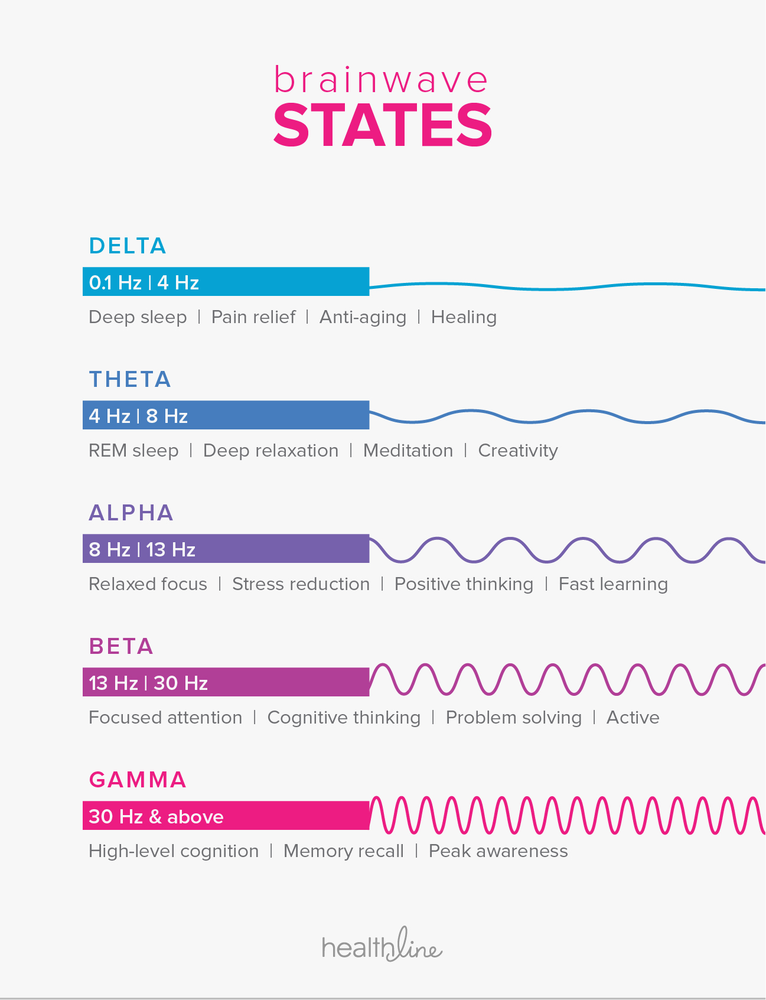 brainwave
STATES
DELTA
0.1 Hz | 4 Hz
Deep sleep | Pain relief | Anti-aging | Healing
THETA
4 Hz | 8 Hz
REM sleep | Deep relaxation | Meditation | Creativity
ALPHA
8 Hz | 13 Hz
Relaxed focus | Stress reduction | Positive thinking | Fast learning
BETA
13 Hz | 30 Hz
Focused attention | Cognitive thinking | Problem solving | Active
GAMMA
30 Hz & above
High-level cognition | Memory recall | Peak awareness
healthline